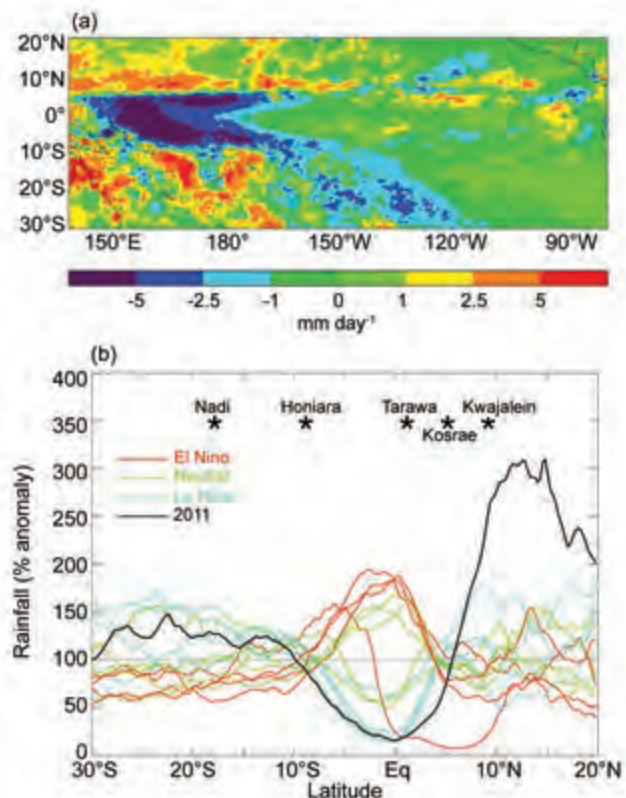 (a)
20°N
10°N
0°
10°S
20°S
30°S
150°E 180° 150°W 120°W 90°W
-5 -2.5 -1 0 1 2.5 5
mm day⁻¹
(b)
400
350
300
250
200
150
100
50
0
Rainfall (% anomaly)
Nadi Honiara Tarawa Kwajalein
Kosrae
El Nino
Neutral
La Nina
2011
30°S 20°S 10°S Eq 10°N 20°N
Latitude